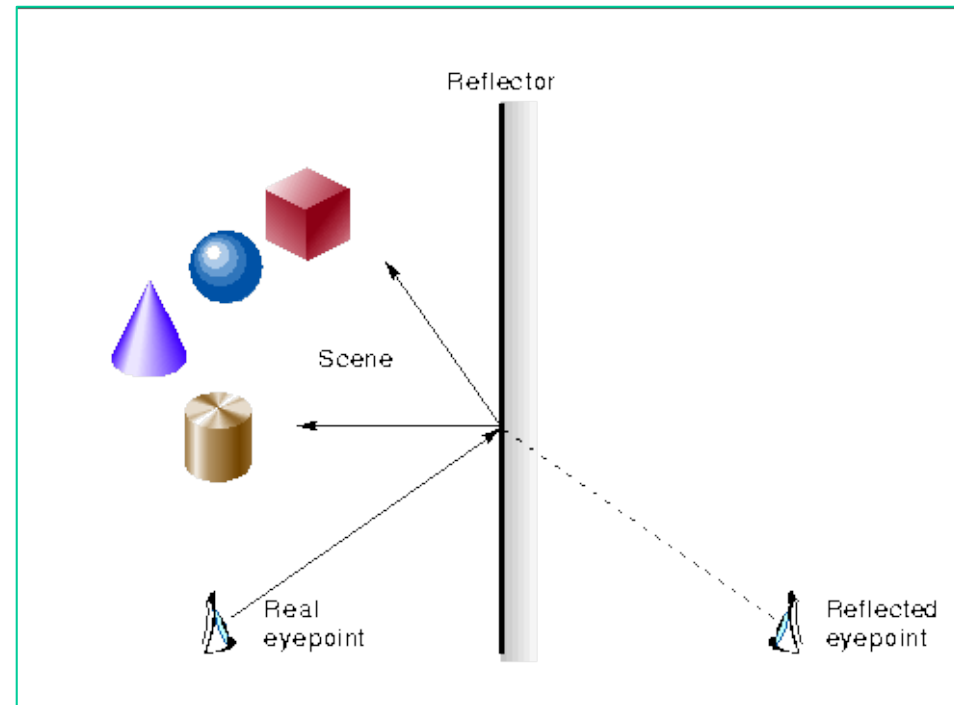 Reflector
Scene
Real
eyepoint
Reflected
eyepoint